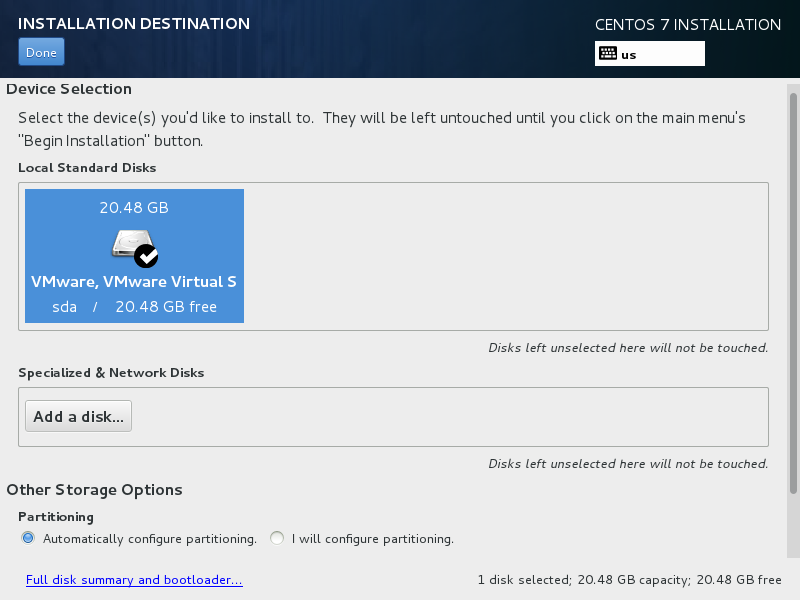 INSTALLATION DESTINATION
CENTOS 7 INSTALLATION
Done
us
Device Selection
Select the device(s) you'd like to install to.  They will be left untouched until you click on the main menu's
"Begin Installation" button.
Local Standard Disks
20.48 GB
VMware, VMware Virtual S
sda / 20.48 GB free
Disks left unselected here will not be touched.
Specialized & Network Disks
Add a disk...
Disks left unselected here will not be touched.
Other Storage Options
Partitioning
Automatically configure partitioning. I will configure partitioning.
Full disk summary and bootloader... 1 disk selected; 20.48 GB capacity; 20.48 GB free